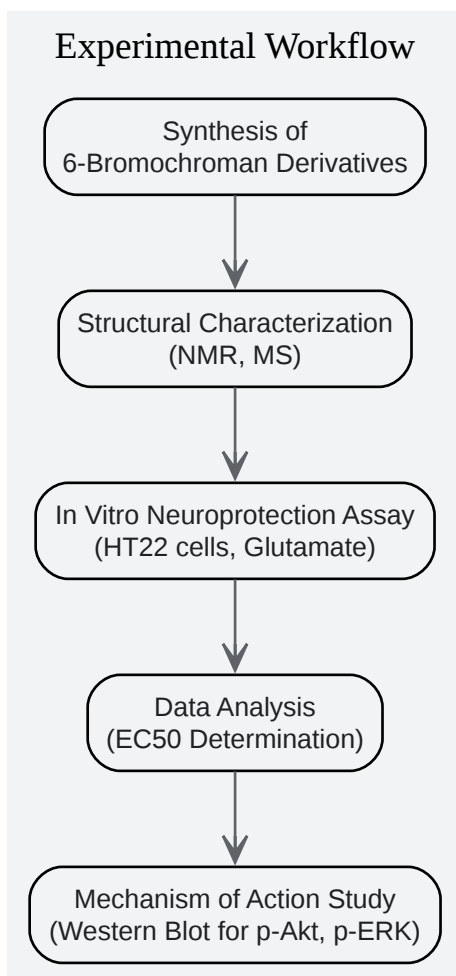 Experimental Workflow
Synthesis of
6-Bromochroman Derivatives
Structural Characterization
(NMR, MS)
In Vitro Neuroprotection Assay
(HT22 cells, Glutamate)
Data Analysis
(EC50 Determination)
Mechanism of Action Study
(Western Blot for p-Akt, p-ERK)